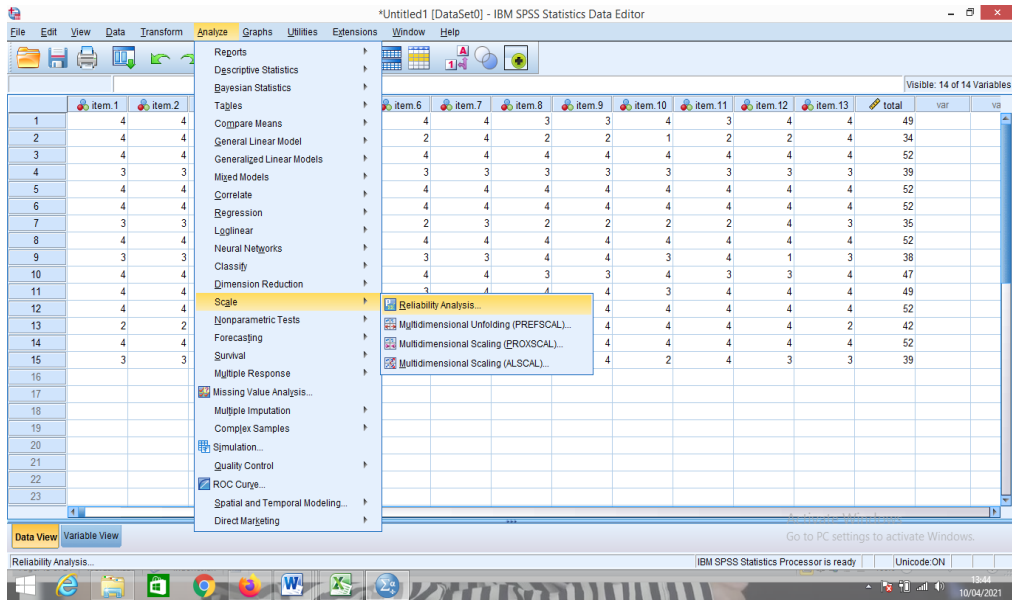 *Untitled1 [DataSet0] - IBM SPSS Statistics Data Editor
File Edit View Data Transform Analyze Graphs Utilities Extensions Window Help
Visible: 14 of 14 Variables
Reports
Descriptive Statistics
Bayesian Statistics
Tables
Compare Means
General Linear Model
Generalized Linear Models
Mixed Models
Correlate
Regression
Loglinear
Neural Networks
Classify
Dimension Reduction
Scale
Nonparametric Tests
Forecasting
Survival
Multiple Response
Missing Value Analysis...
Multiple Imputation
Complex Samples
Simulation...
Quality Control
ROC Curve...
Spatial and Temporal Modeling...
Direct Marketing
Reliability Analysis...
Multidimensional Unfolding (PREFSCAL)...
Multidimensional Scaling (PROXSCAL)...
Multidimensional Scaling (ALSCAL)...
item.1 item.2 item.6 item.7 item.8 item.9 item.10 item.11 item.12 item.13 total var va
1 4 4 4 4 3 3 4 3 4 4 49
2 4 4 2 4 2 2 1 2 2 4 34
3 4 4 4 4 4 4 4 4 4 4 52
4 3 3 3 3 3 3 3 3 3 3 39
5 4 4 4 4 4 4 4 4 4 4 52
6 4 4 4 4 4 4 4 4 4 4 52
7 3 3 2 3 2 2 2 2 4 3 35
8 4 4 4 4 4 4 4 4 4 4 52
9 3 3 3 3 4 4 3 4 1 3 38
10 4 4 4 4 3 3 4 3 3 4 47
11 4 4 3 4 4 4 3 4 4 4 49
12 4 4 4 4 4 4 4 52
13 2 2 4 4 4 4 2 42
14 4 4 4 4 4 4 4 52
15 3 3 4 2 4 3 3 39
16
17
18
19
20
21
22
23
Data View Variable View
Go to PC settings to activate Windows.
Reliability Analysis...
IBM SPSS Statistics Processor is ready
Unicode:ON
13:44
10/04/2021